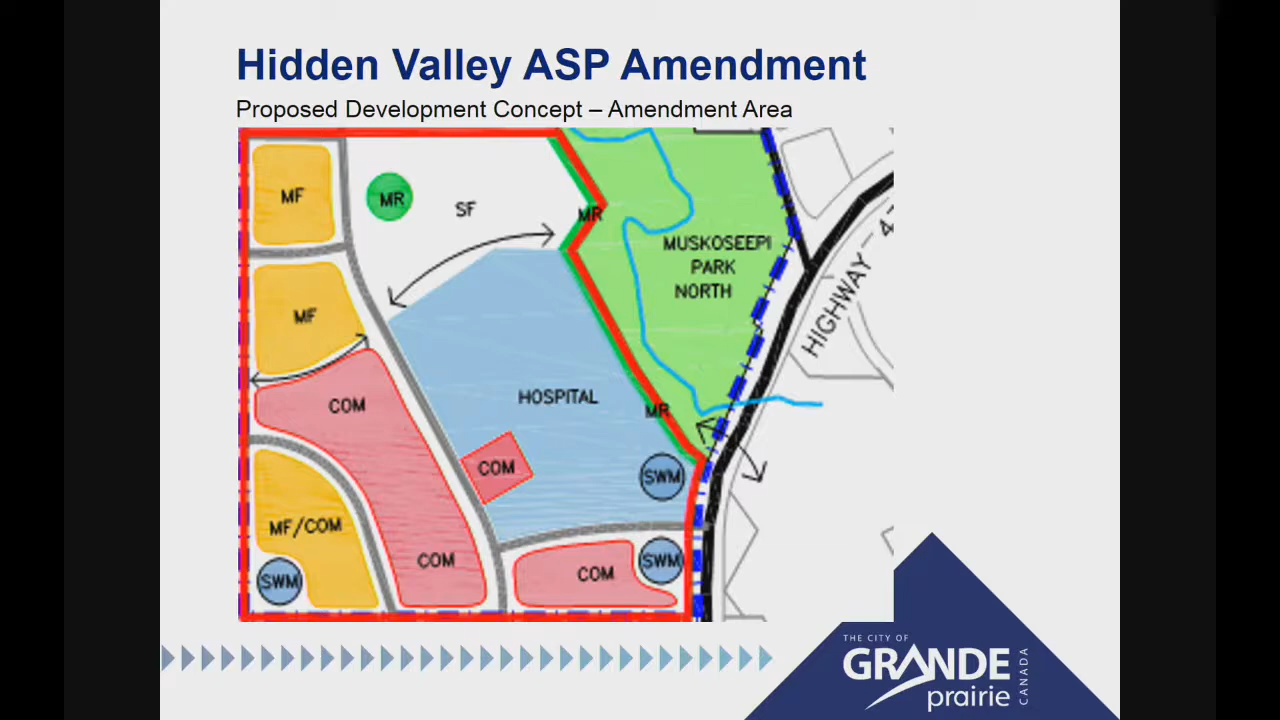 Hidden Valley ASP Amendment
Proposed Development Concept – Amendment Area
MF
MR
SF
MR
MUSKOSEEPI
PARK
NORTH
HIGHWAY
MF
HOSPITAL
COM
MR
COM
SWM
MF/COM
COM
SWM
COM
SWM
THE CITY OF
GRANDE
prairie
CANADA